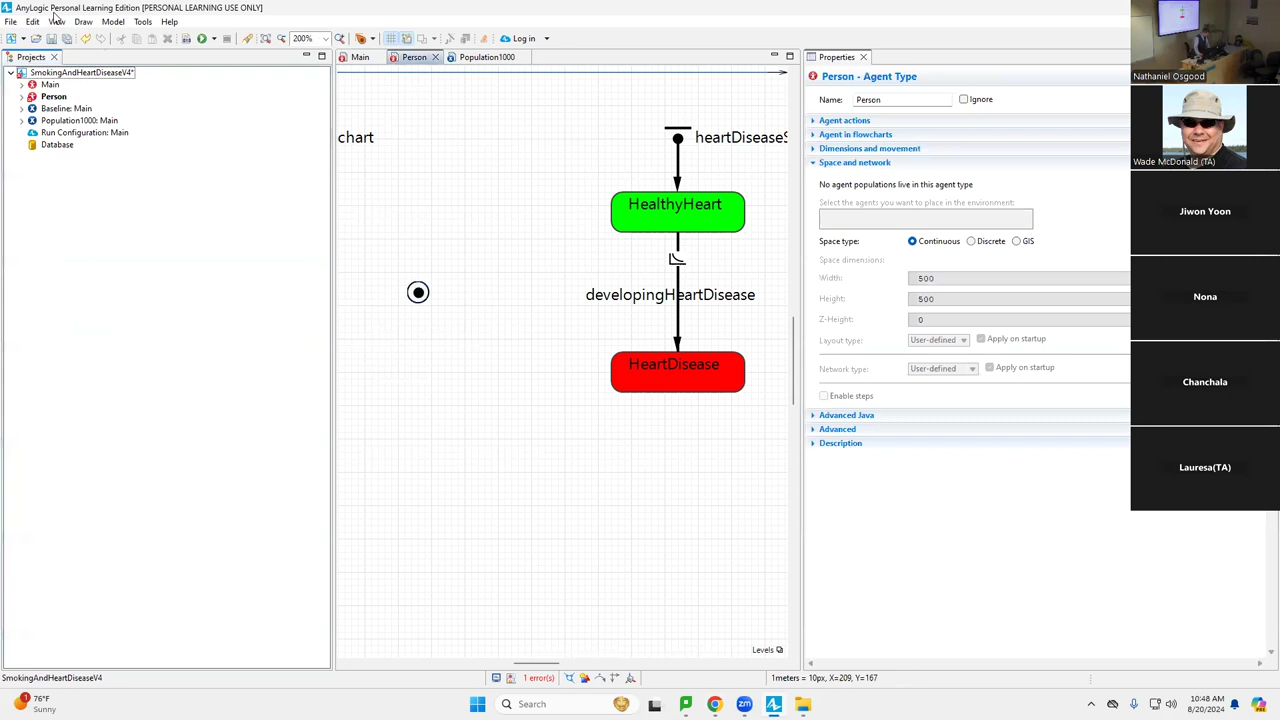 AnyLogic Personal Learning Edition [PERSONAL LEARNING USE ONLY]
File Edit View Draw Model Tools Help
200% Log in
Projects
Main Person Population1000
Properties
SmokingAndHeartDiseaseV4*
Main
Person
Baseline: Main
Population1000: Main
Run Configuration: Main
Database
chart
heartDiseaseS
HealthyHeart
developingHeartDisease
HeartDisease
Levels
Person - Agent Type
Name: Person Ignore
Agent actions
Agent in flowcharts
Dimensions and movement
Space and network
No agent populations live in this agent type
Select the agents you want to place in the environment:
Space type: Continuous Discrete GIS
Space dimensions:
Width: 500
Height: 500
Z-Height: 0
Layout type: User-defined Apply on startup
Network type: User-defined Apply on startup
Enable steps
Advanced Java
Advanced
Description
Nathaniel Osgood
Wade McDonald (TA)
Jiwon Yoon
Nona
Chanchala
Lauresa(TA)
SmokingAndHeartDiseaseV4
1 error(s)
1meters = 10px, X=209, Y=167
76°F
Sunny
Search
10:48 AM
8/20/2024